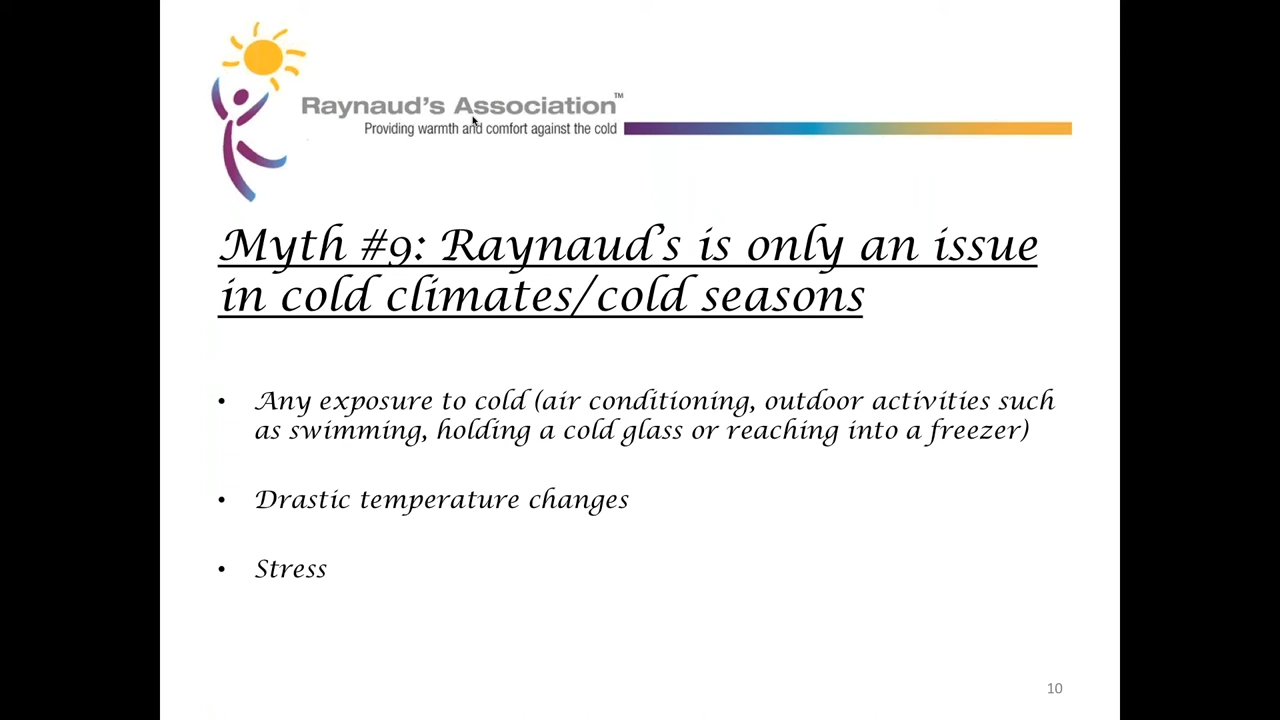 Raynaud's Association™
Providing warmth and comfort against the cold
Myth #9: Raynaud's is only an issue
in cold climates/cold seasons
• Any exposure to cold (air conditioning, outdoor activities such
as swimming, holding a cold glass or reaching into a freezer)
• Drastic temperature changes
• Stress
10